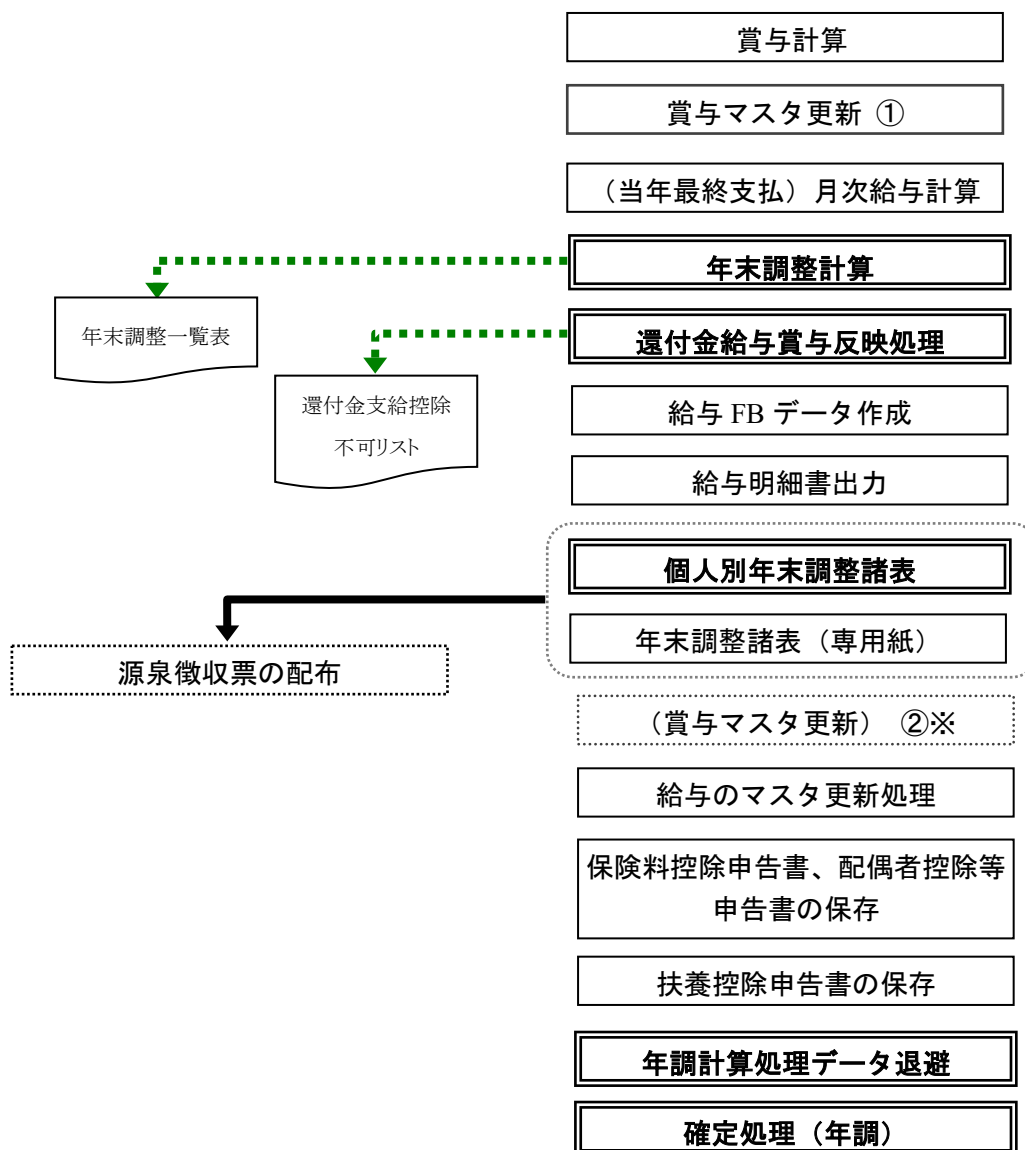 賞与計算
賞与マスタ更新 ①
（当年最終支払）月次給与計算
年末調整計算
年末調整一覧表
還付金給与賞与反映処理
還付金支給控除
不可リスト
給与 FB データ作成
給与明細書出力
個人別年末調整諸表
年末調整諸表（専用紙）
源泉徴収票の配布
（賞与マスタ更新） ②※
給与のマスタ更新処理
保険料控除申告書、配偶者控除等
申告書の保存
扶養控除申告書の保存
年調計算処理データ退避
確定処理（年調）